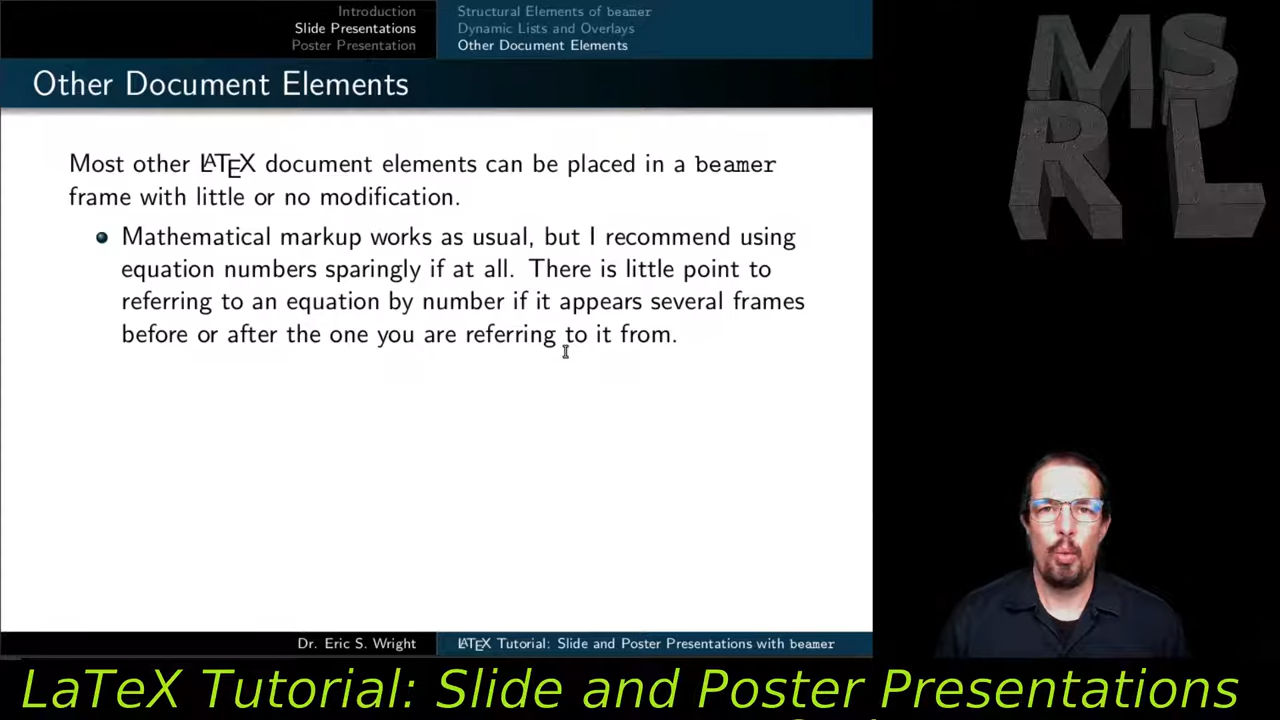 Introduction
Slide Presentations
Poster Presentation
Structural Elements of beamer
Dynamic Lists and Overlays
Other Document Elements
Other Document Elements
Most other LATEX document elements can be placed in a beamer
frame with little or no modification.
Mathematical markup works as usual, but I recommend using
equation numbers sparingly if at all. There is little point to
referring to an equation by number if it appears several frames
before or after the one you are referring to it from.
Dr. Eric S. Wright
LATEX Tutorial: Slide and Poster Presentations with beamer
MS
RL
LaTeX Tutorial: Slide and Poster Presentations